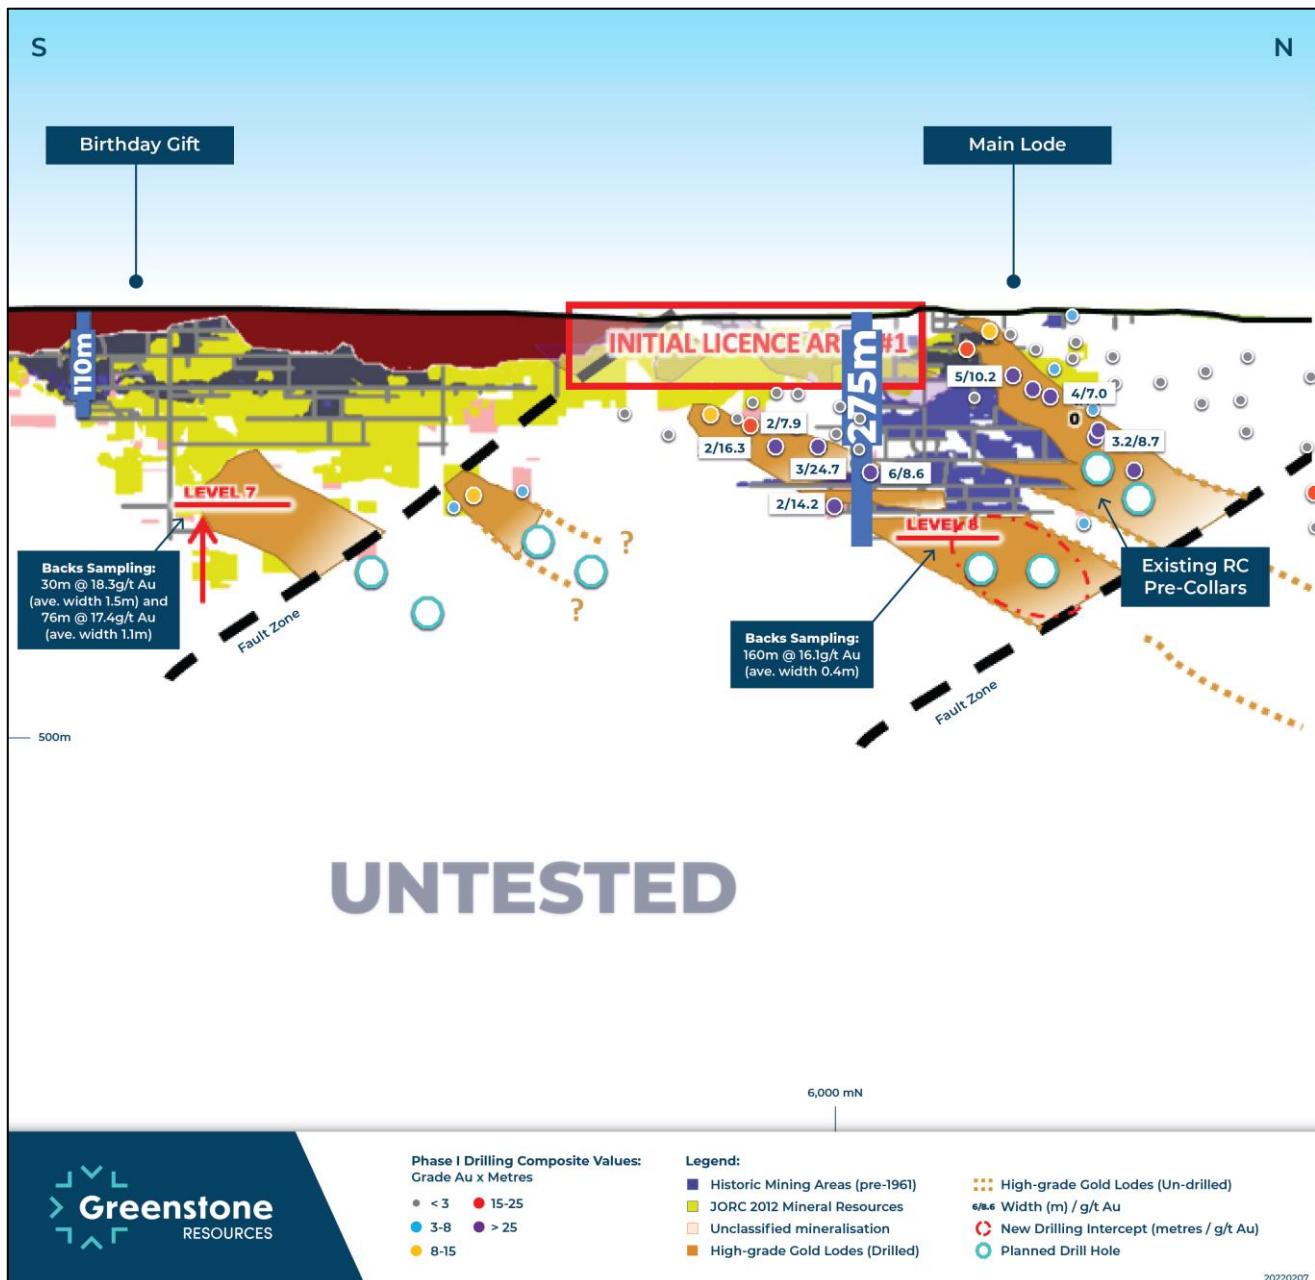 S
N
Birthday Gift
Main Lode
110m
INITIAL LICENCE AR
#1
275m
5/10.2
4/7.0
0
2/7.9
2/16.3
3.2/8.7
3/24.7
6/8.6
2/14.2
LEVEL 7
LEVEL 8
?
?
Backs Sampling:
30m @ 18.3g/t Au
(ave. width 1.5m) and
76m @ 17.4g/t Au
(ave. width 1.1m)
Existing RC
Pre-Collars
Fault Zone
Backs Sampling:
160m @ 16.1g/t Au
(ave. width 0.4m)
Fault Zone
500m
UNTESTED
6,000 mN
Greenstone
RESOURCES
Phase I Drilling Composite Values:
Grade Au x Metres
< 3
15-25
3-8
> 25
8-15
Legend:
Historic Mining Areas (pre-1961)
JORC 2012 Mineral Resources
Unclassified mineralisation
High-grade Gold Lodes (Drilled)
High-grade Gold Lodes (Un-drilled)
6/8.6 Width (m) / g/t Au
New Drilling Intercept (metres / g/t Au)
Planned Drill Hole
20220207